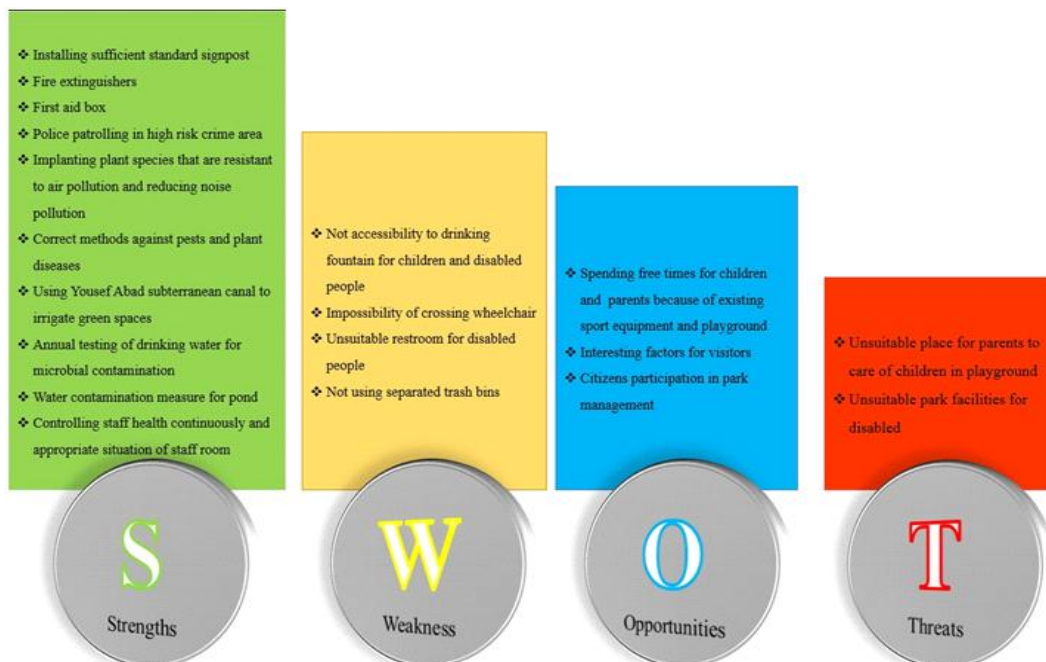 ❖ Installing sufficient standard signpost
❖ Fire extinguishers
❖ First aid box
❖ Police patrolling in high risk crime area
❖ Implanting plant species that are resistant
to air pollution and reducing noise
pollution
❖ Correct methods against pests and plant
diseases
❖ Using Yousef Abad subterranean canal to
irrigate green spaces
❖ Annual testing of drinking water for
microbial contamination
❖ Water contamination measure for pond
❖ Controlling staff health continuously and
appropriate situation of staff room
S
Strengths
❖ Not accessibility to drinking
fountain for children and disabled
people
❖ Impossibility of crossing wheelchair
❖ Unsuitable restroom for disabled
people
❖ Not using separated trash bins
W
Weakness
❖ Spending free times for children
and parents because of existing
sport equipment and playground
❖ Interesting factors for visitors
❖ Citizens participation in park
management
O
Opportunities
❖ Unsuitable place for parents to
care of children in playground
❖ Unsuitable park facilities for
disabled
T
Threats